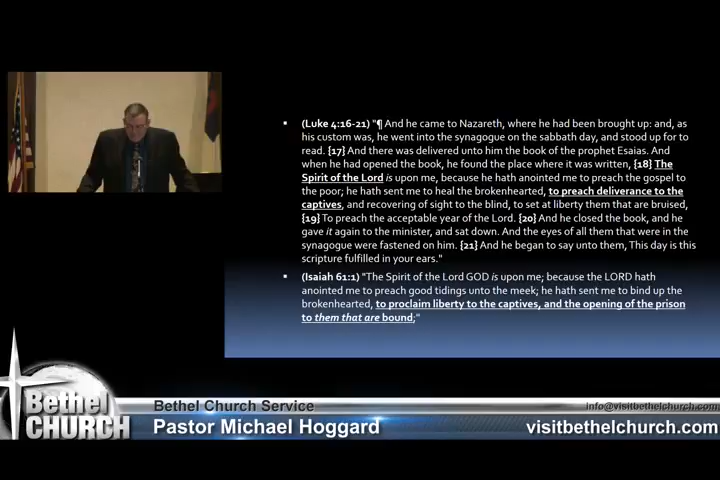 ▪ (Luke 4:16-21) "¶ And he came to Nazareth, where he had been brought up: and, as
his custom was, he went into the synagogue on the sabbath day, and stood up for to
read. {17} And there was delivered unto him the book of the prophet Esaias. And
when he had opened the book, he found the place where it was written, {18} The
Spirit of the Lord is upon me, because he hath anointed me to preach the gospel to
the poor; he hath sent me to heal the brokenhearted, to preach deliverance to the
captives, and recovering of sight to the blind, to set at liberty them that are bruised,
{19} To preach the acceptable year of the Lord. {20} And he closed the book, and he
gave it again to the minister, and sat down. And the eyes of all them that were in the
synagogue were fastened on him. {21} And he began to say unto them, This day is this
scripture fulfilled in your ears."
▪ (Isaiah 61:1) "The Spirit of the Lord GOD is upon me; because the LORD hath
anointed me to preach good tidings unto the meek; he hath sent me to bind up the
brokenhearted, to proclaim liberty to the captives, and the opening of the prison
to them that are bound;"
Bethel
CHURCH
Bethel Church Service
info@visitbethelchurch.com
Pastor Michael Hoggard
visitbethelchurch.com